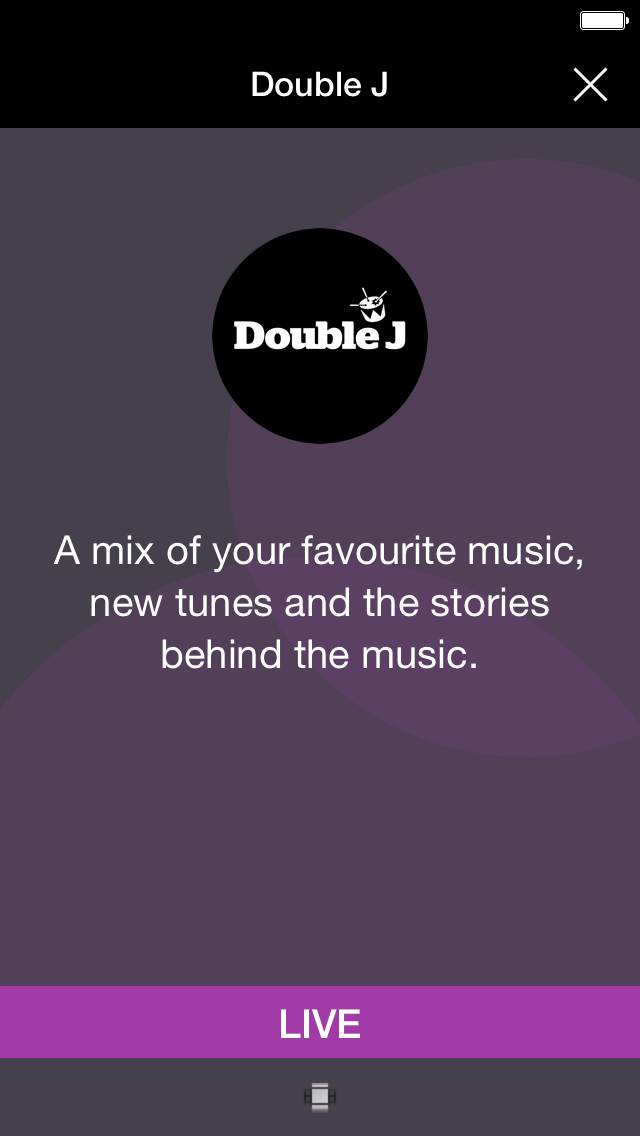 Double J
Double J
A mix of your favourite music,
new tunes and the stories
behind the music.
LIVE